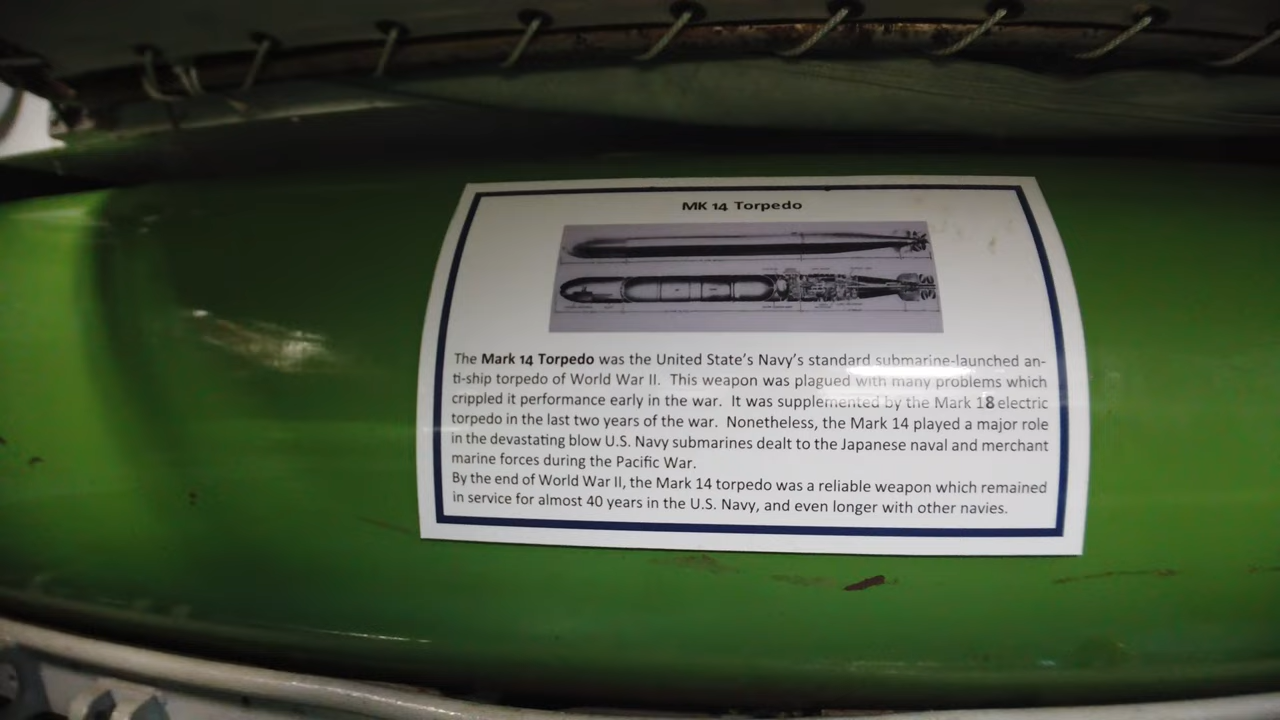 MK 14 Torpedo
The Mark 14 Torpedo was the United State's Navy's standard submarine-launched an-
ti-ship torpedo of World War II. This weapon was plagued with many problems which
crippled it performance early in the war. It was supplemented by the Mark 18 electric
torpedo in the last two years of the war. Nonetheless, the Mark 14 played a major role
in the devastating blow U.S. Navy submarines dealt to the Japanese naval and merchant
marine forces during the Pacific War.
By the end of World War II, the Mark 14 torpedo was a reliable weapon which remained
in service for almost 40 years in the U.S. Navy, and even longer with other navies.